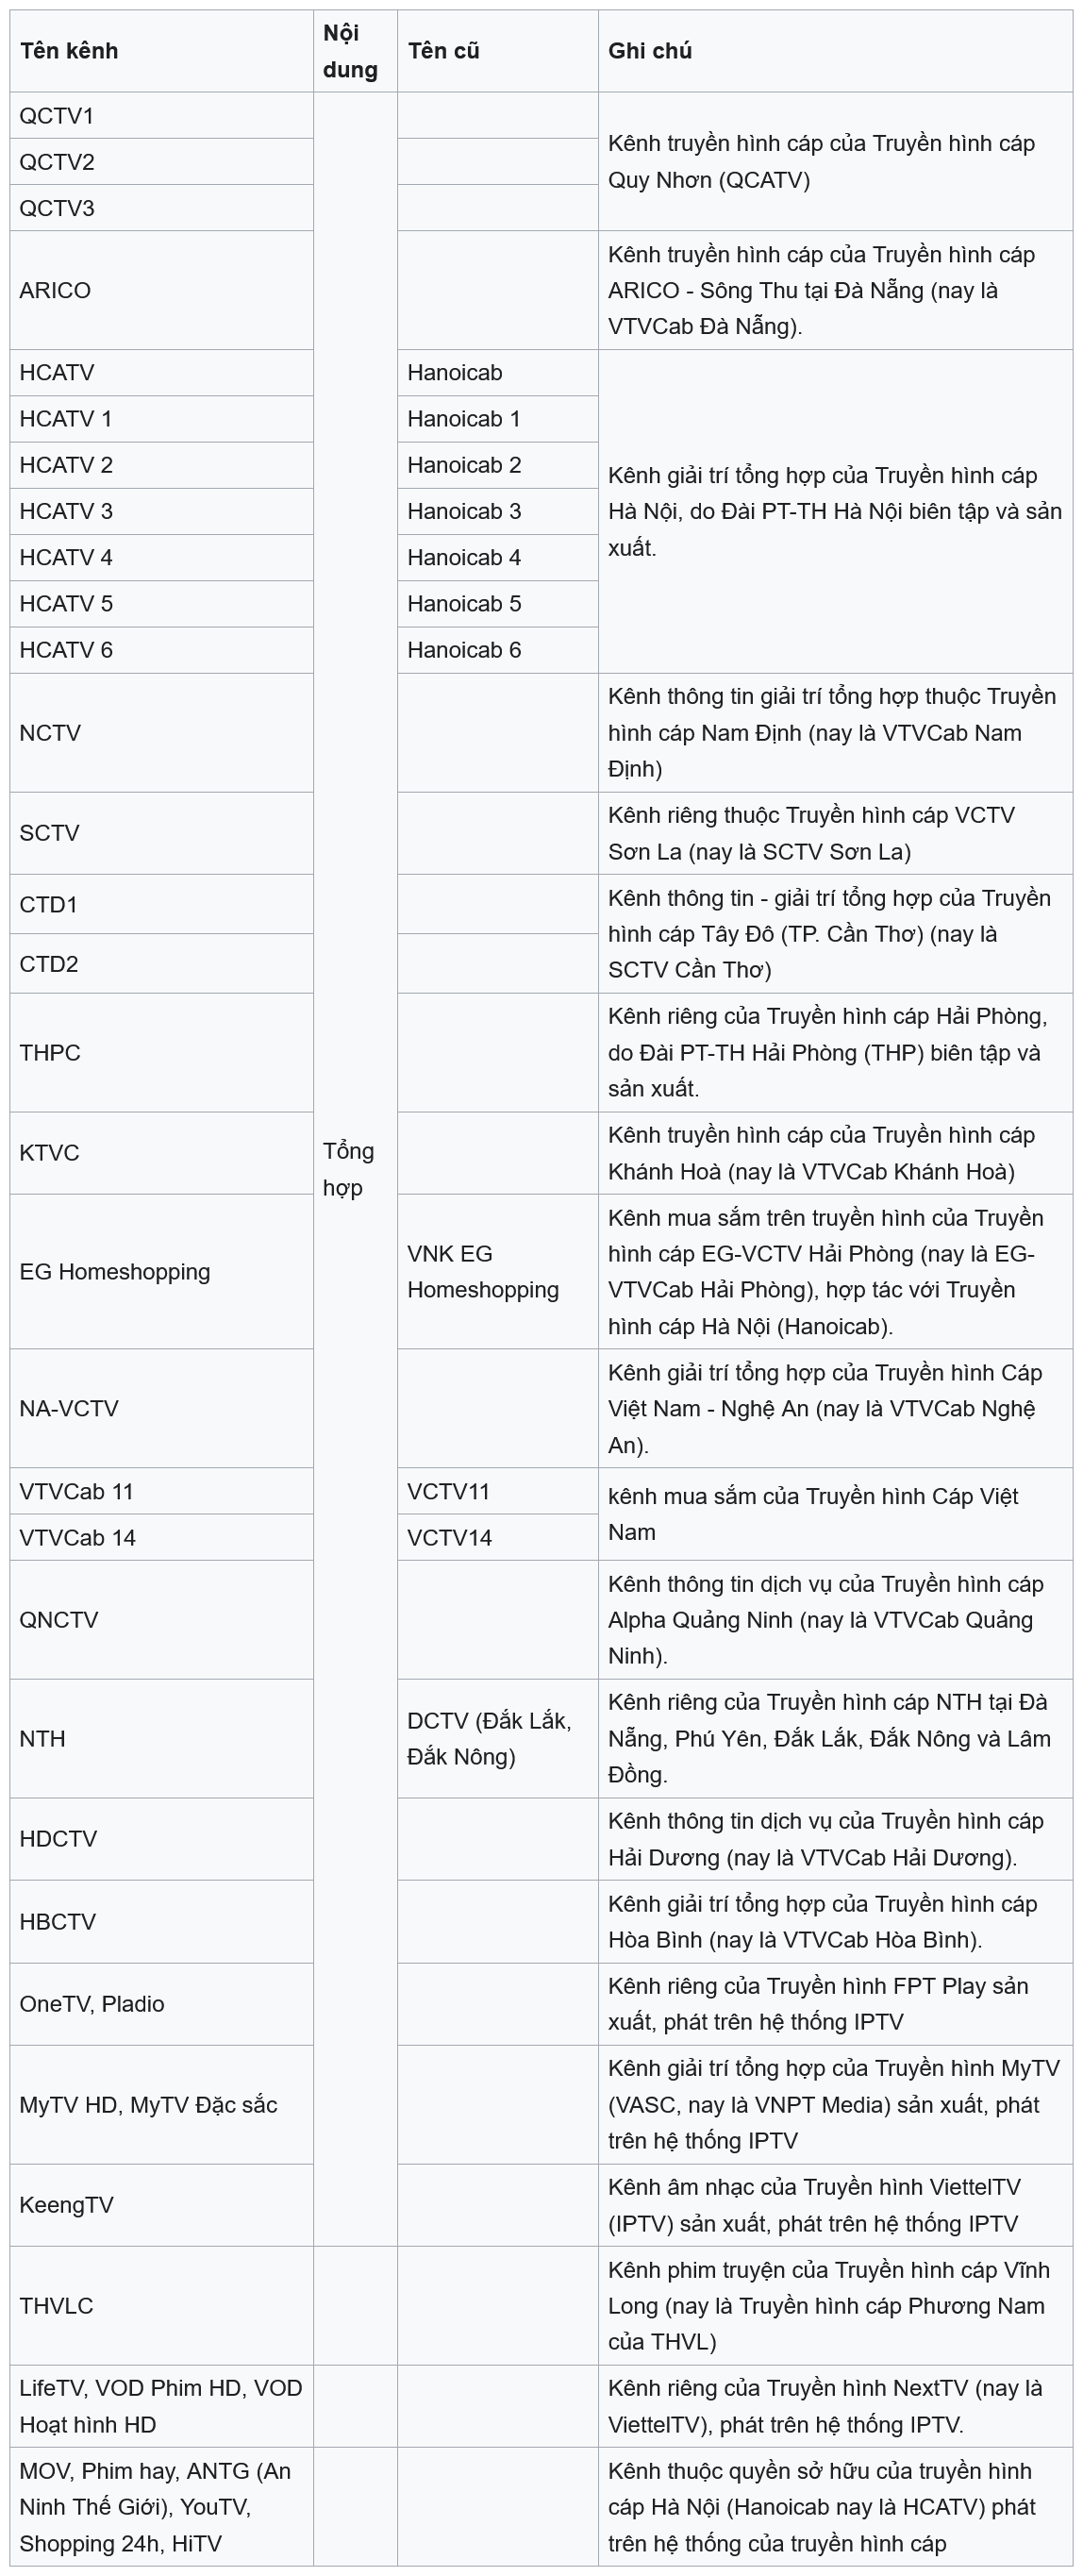 Tên kênh
Nội
dung
Tên cũ
Ghi chú
QCTV1
QCTV2
QCTV3
Kênh truyền hình cáp của Truyền hình cáp
Quy Nhơn (QCATV)
ARICO
Kênh truyền hình cáp của Truyền hình cáp
ARICO - Sông Thu tại Đà Nẵng (nay là
VTVCab Đà Nẵng).
HCATV
Hanoicab
HCATV 1
Hanoicab 1
HCATV 2
Hanoicab 2
HCATV 3
Hanoicab 3
HCATV 4
Hanoicab 4
HCATV 5
Hanoicab 5
HCATV 6
Hanoicab 6
Kênh giải trí tổng hợp của Truyền hình cáp
Hà Nội, do Đài PT-TH Hà Nội biên tập và sản
xuất.
NCTV
Kênh thông tin giải trí tổng hợp thuộc Truyền
hình cáp Nam Định (nay là VTVCab Nam
Định)
SCTV
Kênh riêng thuộc Truyền hình cáp VCTV
Sơn La (nay là SCTV Sơn La)
CTD1
CTD2
Kênh thông tin - giải trí tổng hợp của Truyền
hình cáp Tây Đô (TP. Cần Thơ) (nay là
SCTV Cần Thơ)
THPC
Kênh riêng của Truyền hình cáp Hải Phòng,
do Đài PT-TH Hải Phòng (THP) biên tập và
sản xuất.
Tổng
hợp
KTVC
Kênh truyền hình cáp của Truyền hình cáp
Khánh Hoà (nay là VTVCab Khánh Hoà)
EG Homeshopping
VNK EG
Homeshopping
Kênh mua sắm trên truyền hình của Truyền
hình cáp EG-VCTV Hải Phòng (nay là EG-
VTVCab Hải Phòng), hợp tác với Truyền
hình cáp Hà Nội (Hanoicab).
NA-VCTV
Kênh giải trí tổng hợp của Truyền hình Cáp
Việt Nam - Nghệ An (nay là VTVCab Nghệ
An).
VTVCab 11
VCTV11
VTVCab 14
VCTV14
kênh mua sắm của Truyền hình Cáp Việt
Nam
QNCTV
Kênh thông tin dịch vụ của Truyền hình cáp
Alpha Quảng Ninh (nay là VTVCab Quảng
Ninh).
NTH
DCTV (Đắk Lắk,
Đắk Nông)
Kênh riêng của Truyền hình cáp NTH tại Đà
Nẵng, Phú Yên, Đắk Lắk, Đắk Nông và Lâm
Đồng.
HDCTV
Kênh thông tin dịch vụ của Truyền hình cáp
Hải Dương (nay là VTVCab Hải Dương).
HBCTV
Kênh giải trí tổng hợp của Truyền hình cáp
Hòa Bình (nay là VTVCab Hòa Bình).
OneTV, Pladio
Kênh riêng của Truyền hình FPT Play sản
xuất, phát trên hệ thống IPTV
MyTV HD, MyTV Đặc sắc
Kênh giải trí tổng hợp của Truyền hình MyTV
(VASC, nay là VNPT Media) sản xuất, phát
trên hệ thống IPTV
KeengTV
Kênh âm nhạc của Truyền hình ViettelTV
(IPTV) sản xuất, phát trên hệ thống IPTV
THVLC
Kênh phim truyện của Truyền hình cáp Vĩnh
Long (nay là Truyền hình cáp Phương Nam
của THVL)
LifeTV, VOD Phim HD, VOD
Hoạt hình HD
Kênh riêng của Truyền hình NextTV (nay là
ViettelTV), phát trên hệ thống IPTV.
MOV, Phim hay, ANTG (An
Ninh Thế Giới), YouTV,
Shopping 24h, HiTV
Kênh thuộc quyền sở hữu của truyền hình
cáp Hà Nội (Hanoicab nay là HCATV) phát
trên hệ thống của truyền hình cáp